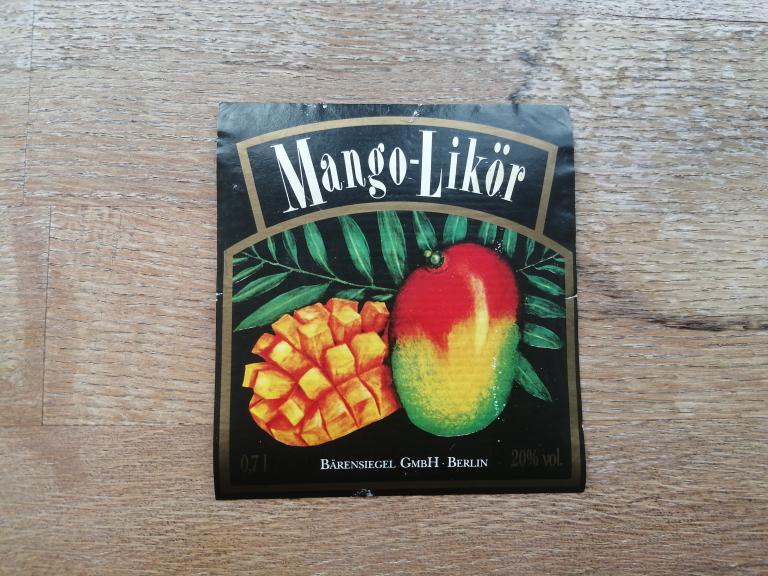 Mango-Likör
0,7 l BÄRENSIEGEL GMBH · BERLIN 20% vol.